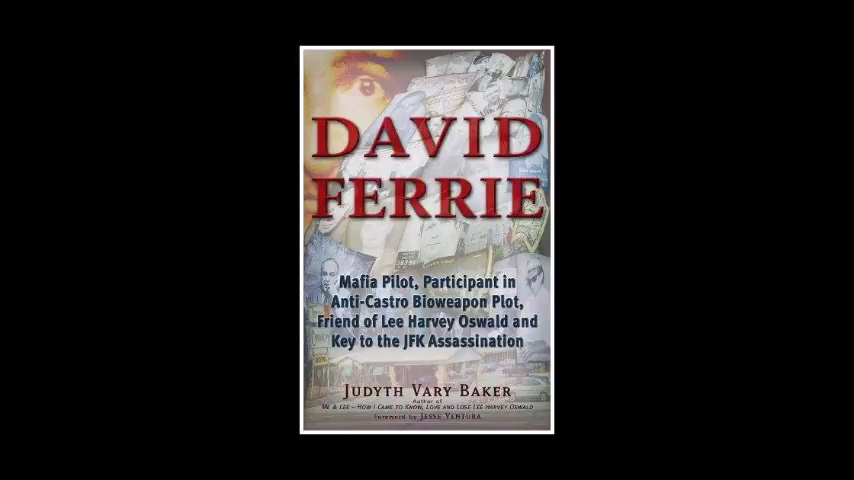 DAVID
FERRIE
Mafia Pilot, Participant in
Anti-Castro Bioweapon Plot,
Friend of Lee Harvey Oswald and
Key to the JFK Assassination
JUDYTH VARY BAKER
Author of
ME & LEE – HOW I CAME TO KNOW, LOVE AND LOSE LEE HARVEY OSWALD
FOREWORD BY JESSE VENTURA